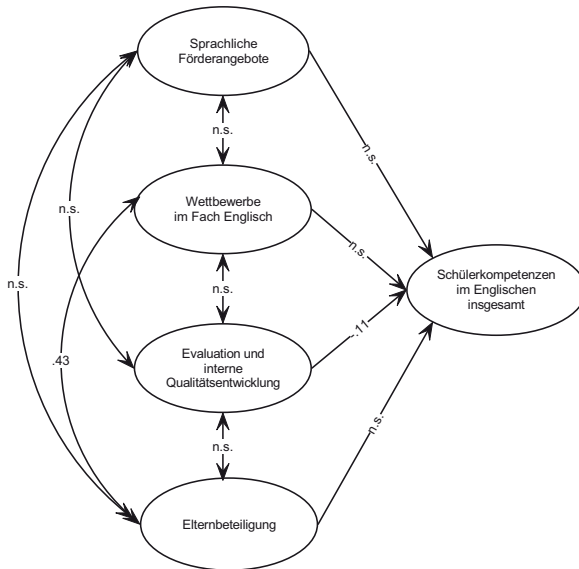 Sprachliche
Förderangebote
n.s.
n.s.
Wettbewerbe
im Fach Englisch
n.s.
n.s.
n.s.
n.s.
Schülerkompetenzen
im Englischen
insgesamt
.43
Evaluation und
interne
Qualitätsentwicklung
-.11
n.s.
n.s.
Elternbeteiligung